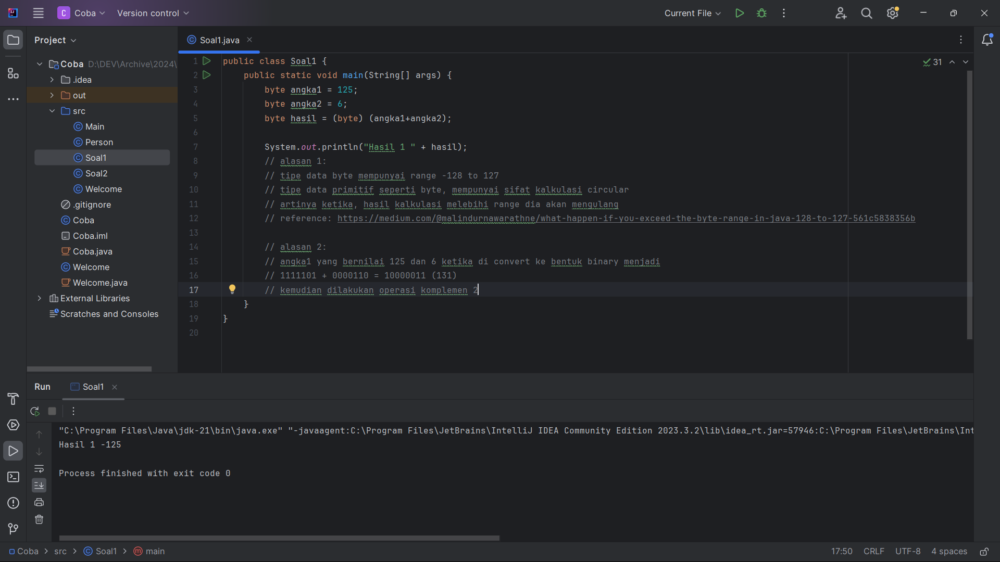 C Coba Version control Current File
Project
Soal1.java
Coba D:\DEV\Archive\2024\
.idea
out
src
Main
Person
Soal1
Soal2
Welcome
.gitignore
Coba
Coba.iml
Coba.java
Welcome
Welcome.java
External Libraries
Scratches and Consoles
31
1 public class Soal1 {
2 public static void main(String[] args) {
3 byte angka1 = 125;
4 byte angka2 = 6;
5 byte hasil = (byte) (angka1+angka2);
6
7 System.out.println("Hasil 1 " + hasil);
8 // alasan 1:
9 // tipe data byte mempunyai range -128 to 127
10 // tipe data primitif seperti byte, mempunyai sifat kalkulasi circular
11 // artinya ketika, hasil kalkulasi melebihi range dia akan mengulang
12 // reference: https://medium.com/@malindurnawarathne/what-happen-if-you-exceed-the-byte-range-in-java-128-to-127-561c5838356b
13
14 // alasan 2:
15 // angka1 yang bernilai 125 dan 6 ketika di convert ke bentuk binary menjadi
16 // 1111101 + 0000110 = 10000011 (131)
17 // kemudian dilakukan operasi komplemen 2
18 }
19 }
20
Run Soal1
"C:\Program Files\Java\jdk-21\bin\java.exe" "-javaagent:C:\Program Files\JetBrains\IntelliJ IDEA Community Edition 2023.3.2\lib\idea_rt.jar=57946:C:\Program Files\JetBrains\Int
Hasil 1 -125
Process finished with exit code 0
Coba > src > Soal1 > main 17:50 CRLF UTF-8 4 spaces